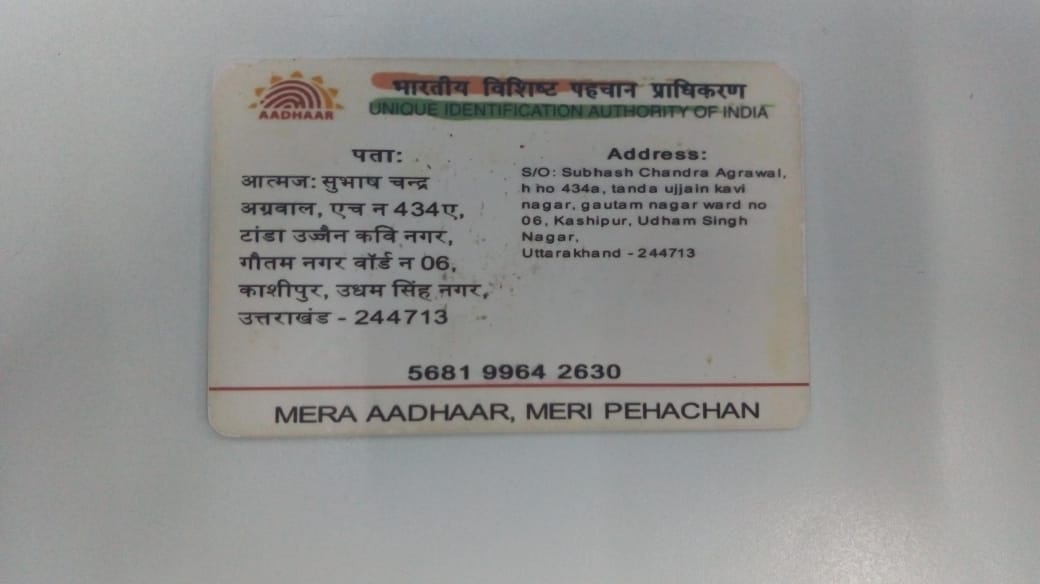 भारतीय विशिष्ट पहचान प्राधिकरण
AADHAAR
UNIQUE IDENTIFICATION AUTHORITY OF INDIA
पता:
आत्मज: सुभाष चन्द्र
अग्रवाल, एच न 434ए,
टांडा उज्जैन कवि नगर,
गौतम नगर वॉर्ड न 06,
काशीपुर, उधम सिंह नगर,
उत्तराखंड - 244713
Address:
S/O: Subhash Chandra Agrawal,
h no 434a, tanda ujjain kavi
nagar, gautam nagar ward no
06, Kashipur, Udham Singh
Nagar,
Uttarakhand - 244713
5681 9964 2630
MERA AADHAAR, MERI PEHACHAN